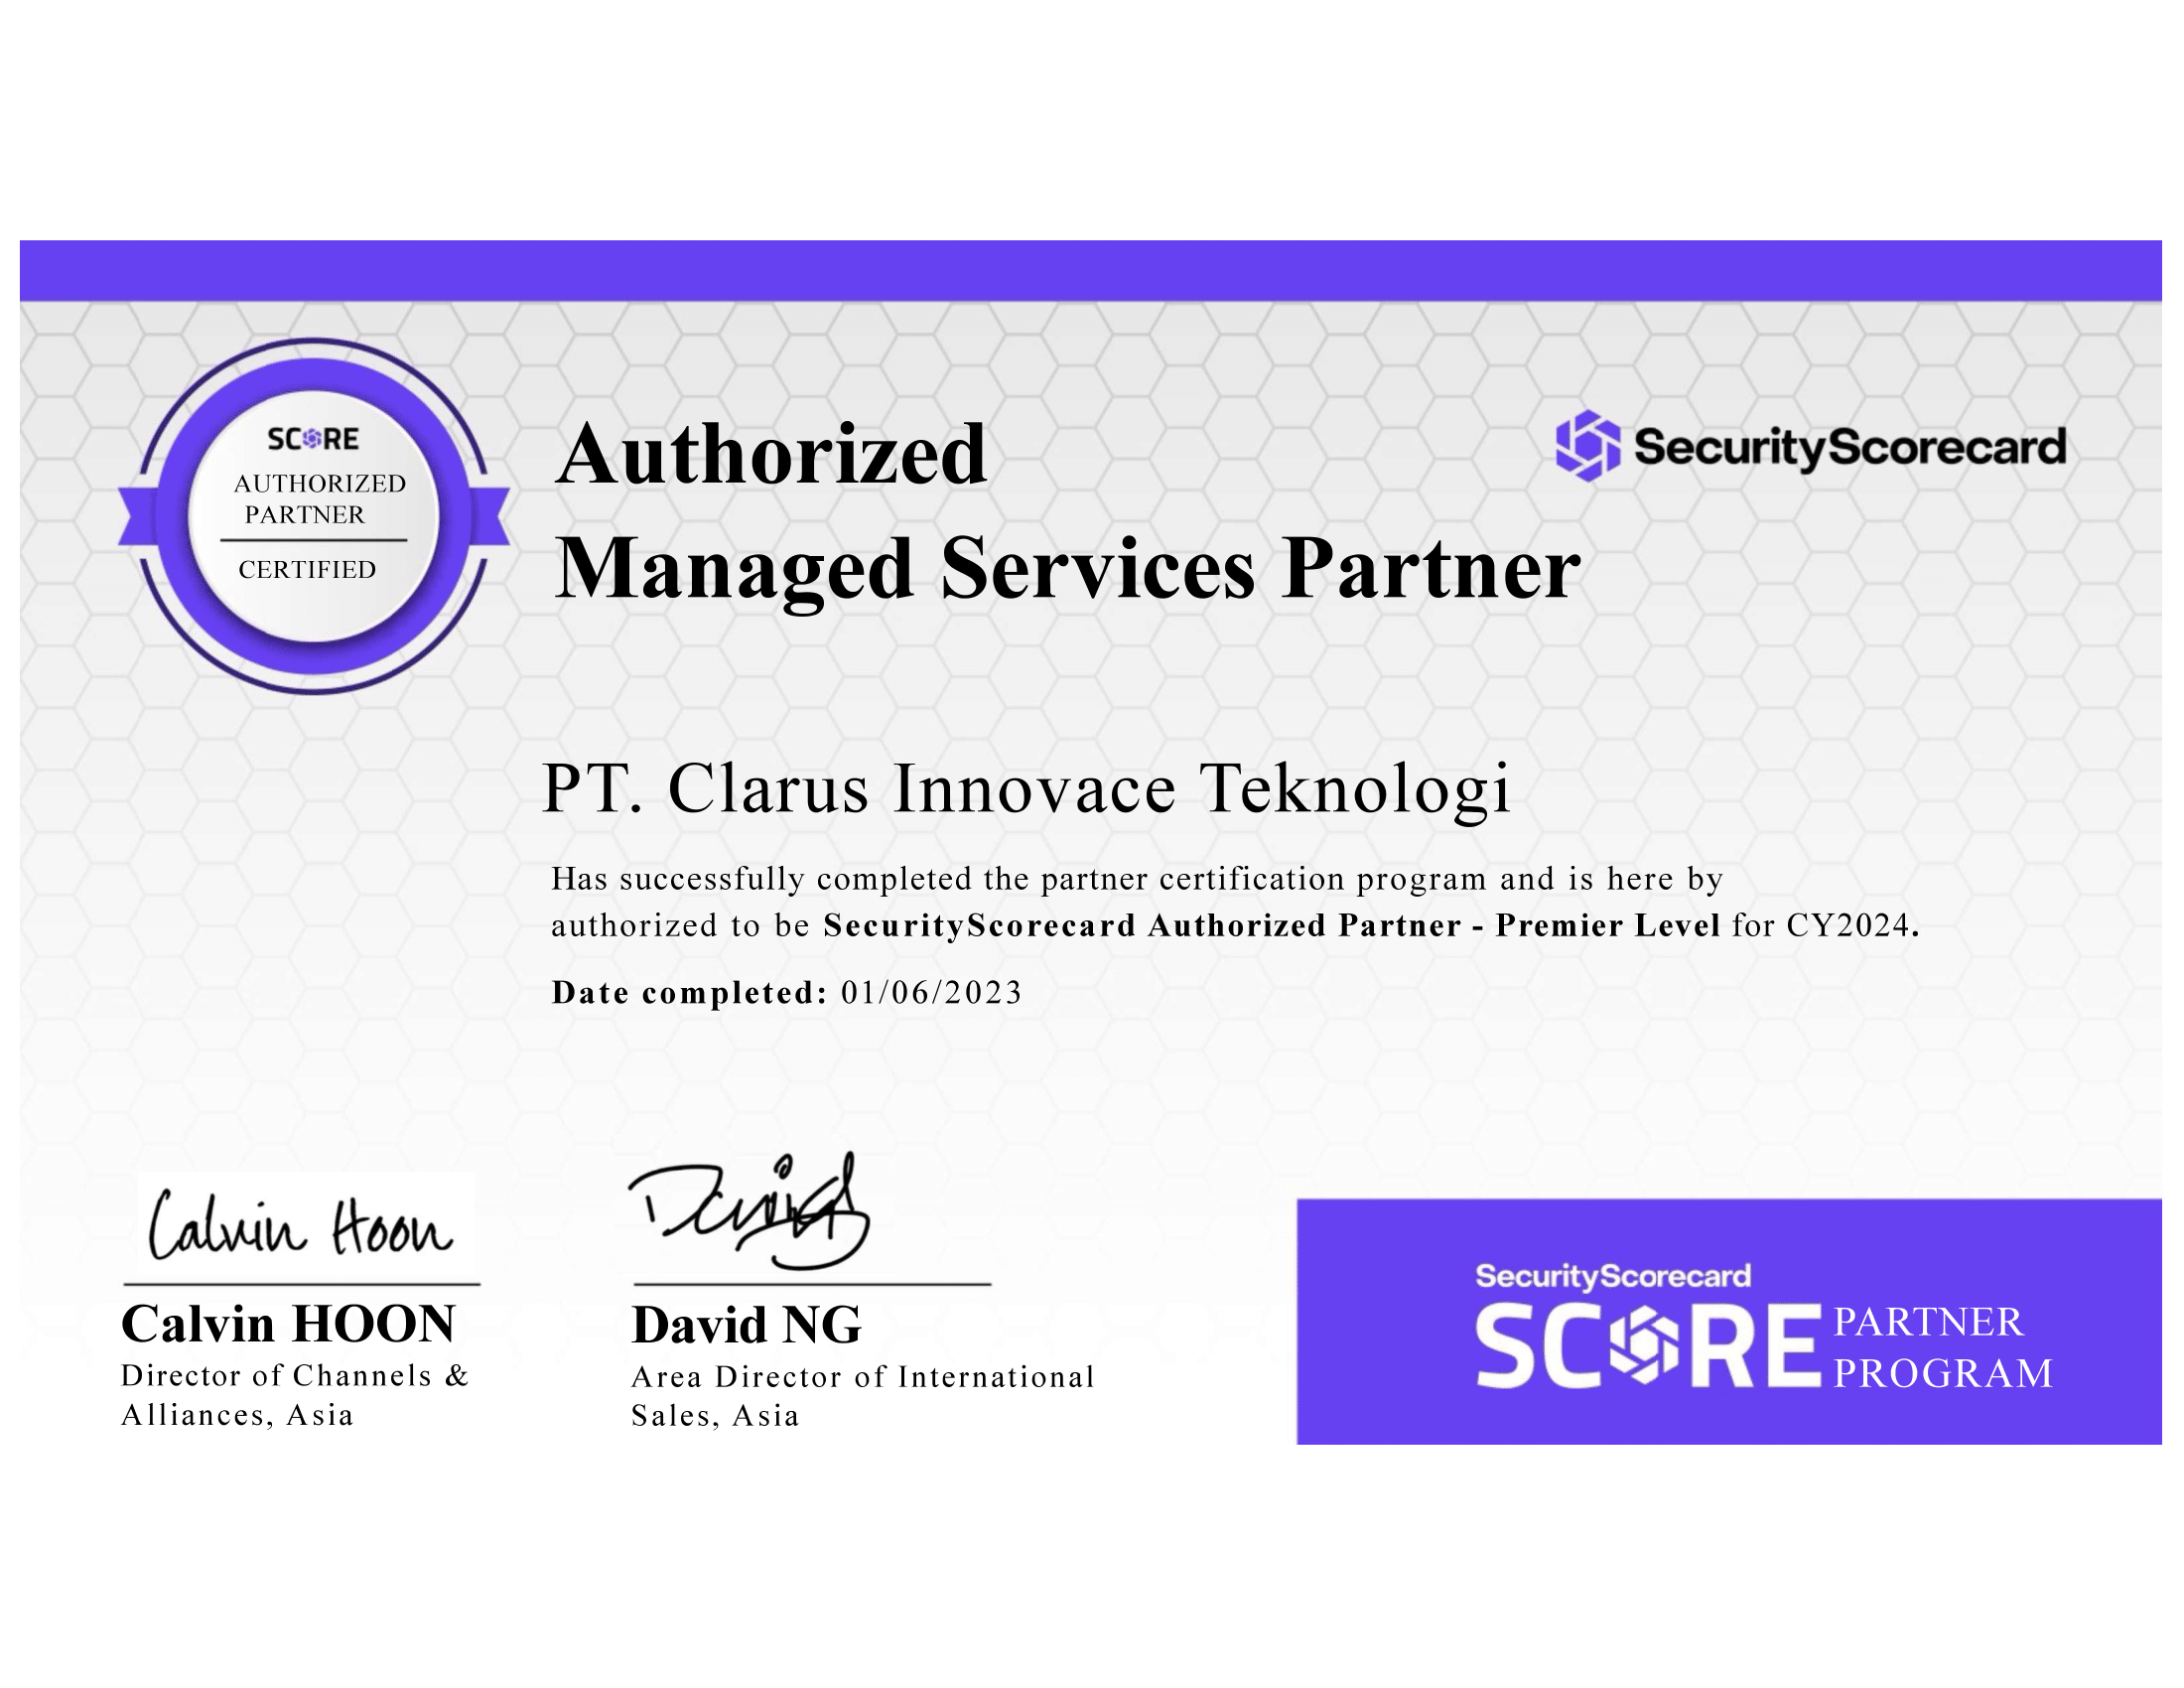 SCORE
AUTHORIZED
PARTNER
CERTIFIED
Authorized
Managed Services Partner
SecurityScorecard
PT. Clarus Innovace Teknologi
Has successfully completed the partner certification program and is here by
authorized to be SecurityScorecard Authorized Partner - Premier Level for CY2024.
Date completed: 01/06/2023
Calvin Hoon
Calvin HOON
Director of Channels &
Alliances, Asia
David
David NG
Area Director of International
Sales, Asia
SecurityScorecard
SCORE PARTNER
PROGRAM